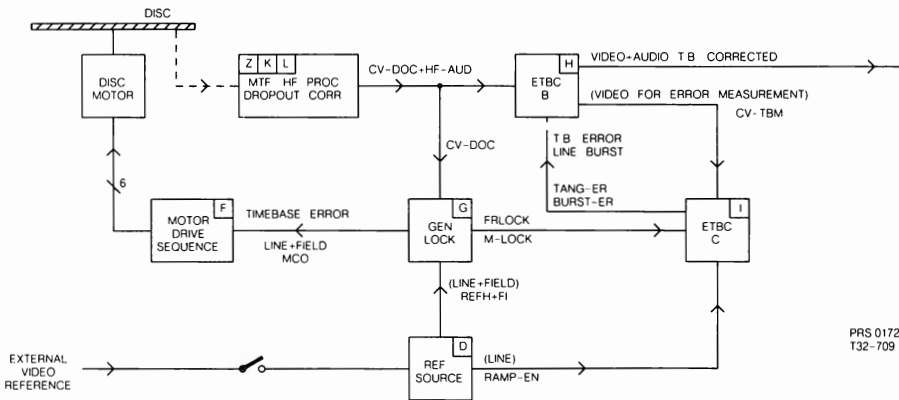 DISC
DISC
MOTOR
Z K L
MTF HF PROC
DROPOUT CORR
CV-DOC+HF-AUD
H
ETBC
B
VIDEO+AUDIO T B CORRECTED
(VIDEO FOR ERROR MEASUREMENT)
CV-TBM
CV-DOC
T B ERROR
LINE BURST
TANG-ER
BURST-ER
6
F
MOTOR
DRIVE
SEQUENCE
TIMEBASE ERROR
LINE+FIELD
MCO
G
GEN
LOCK
FRLOCK
M-LOCK
I
ETBC
C
(LINE+FIELD)
REFH+FI
EXTERNAL
VIDEO
REFERENCE
D
REF
SOURCE
(LINE)
RAMP-EN
PRS 0172
T32-709